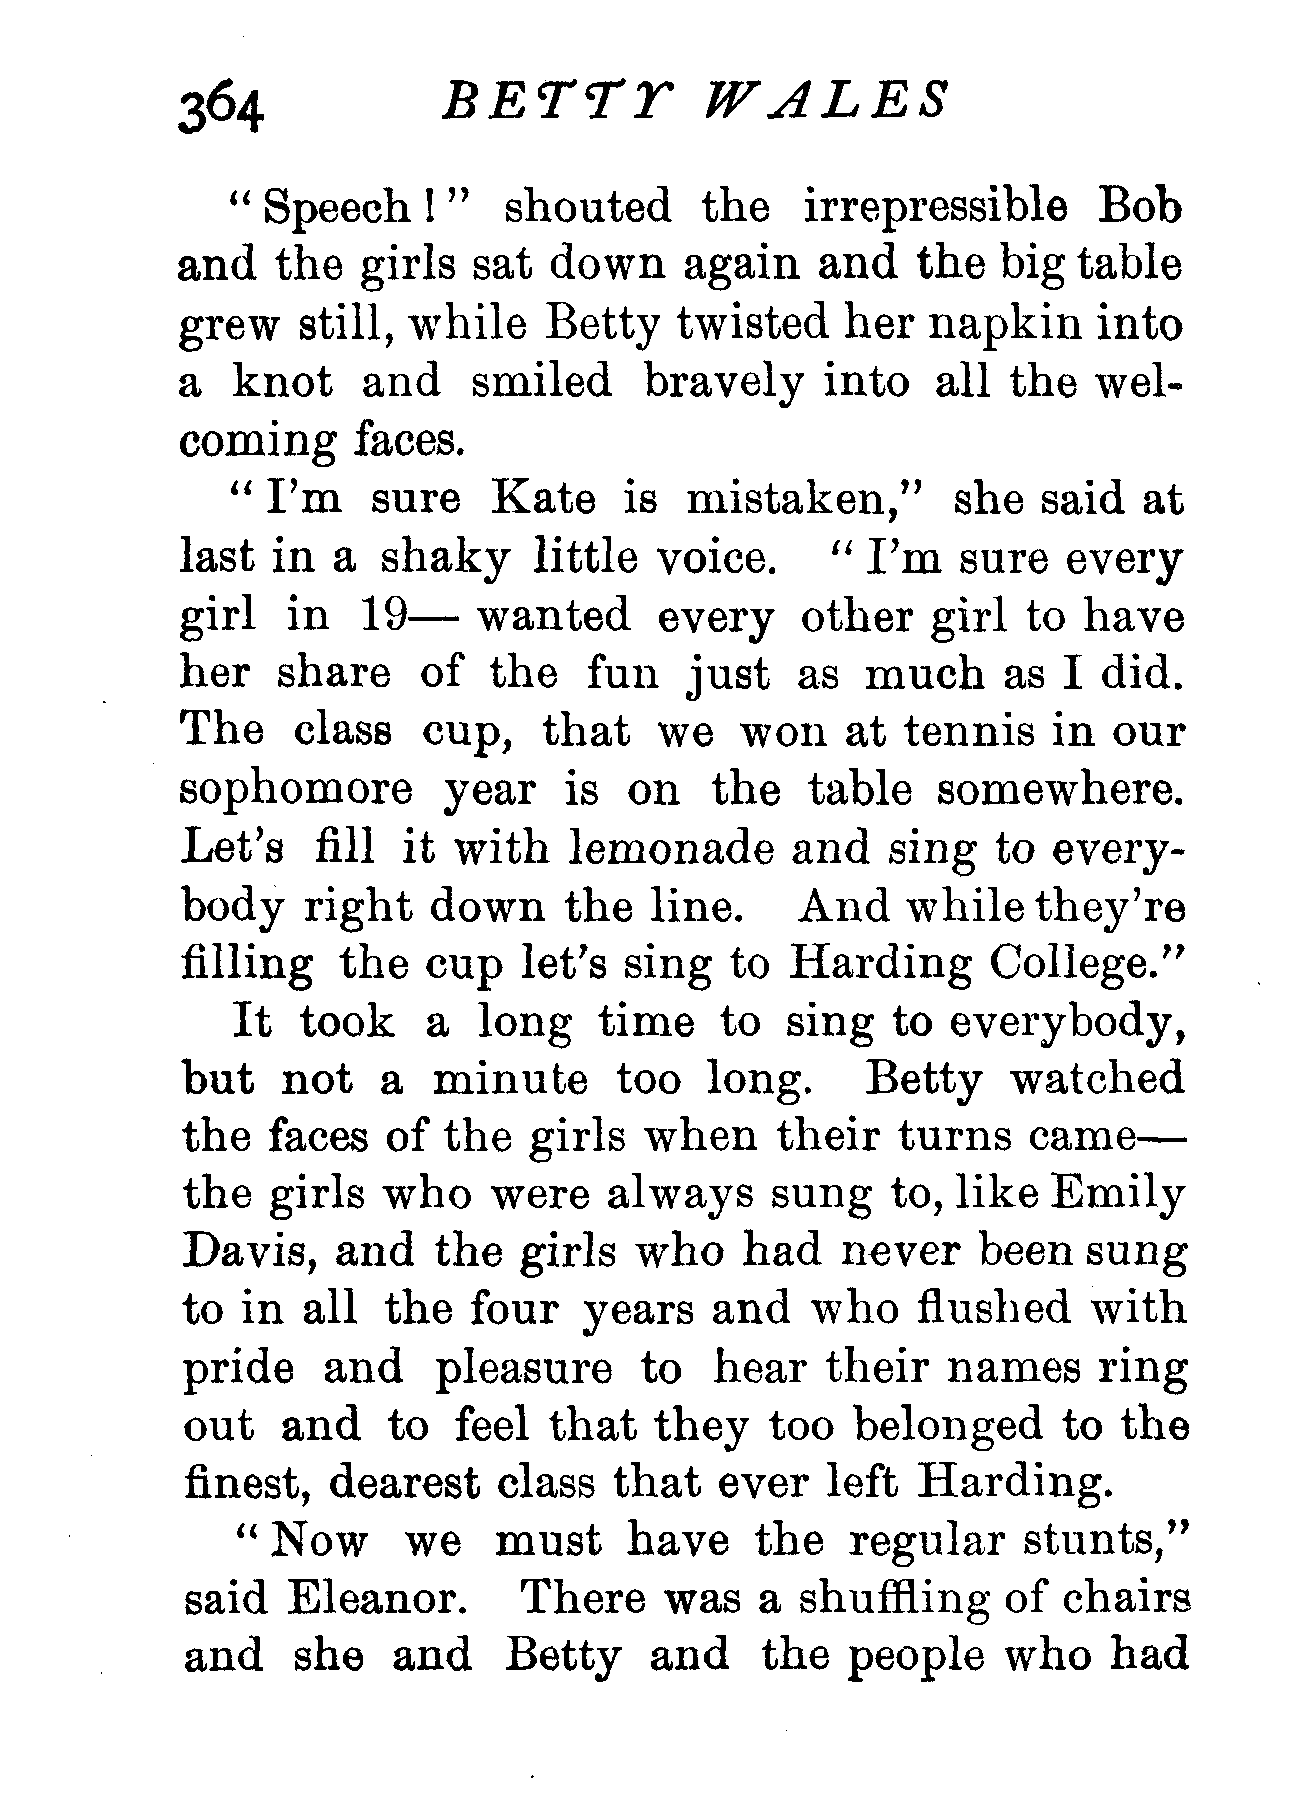 364 BETTY WALES
“ Speech ! ” shouted the irrepressible Bob
and the girls sat down again and the big table
grew still, while Betty twisted her napkin into
a knot and smiled bravely into all the wel-
coming faces.
“ I’m sure Kate is mistaken,” she said at
last in a shaky little voice. “ I’m sure every
girl in 19— wanted every other girl to have
her share of the fun just as much as I did.
The class cup, that we won at tennis in our
sophomore year is on the table somewhere.
Let’s fill it with lemonade and sing to every-
body right down the line. And while they’re
filling the cup let’s sing to Harding College.”
It took a long time to sing to everybody,
but not a minute too long. Betty watched
the faces of the girls when their turns came—
the girls who were always sung to, like Emily
Davis, and the girls who had never been sung
to in all the four years and who flushed with
pride and pleasure to hear their names ring
out and to feel that they too belonged to the
finest, dearest class that ever left Harding.
“ Now we must have the regular stunts,”
said Eleanor. There was a shuffling of chairs
and she and Betty and the people who had